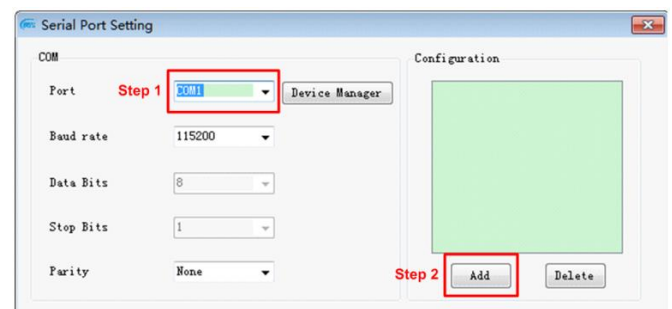 Serial Port Setting
COM
Port Step 1 COM1 Device Manager
Baud rate 115200
Data Bits 8
Stop Bits 1
Parity None
Configuration
Step 2 Add Delete